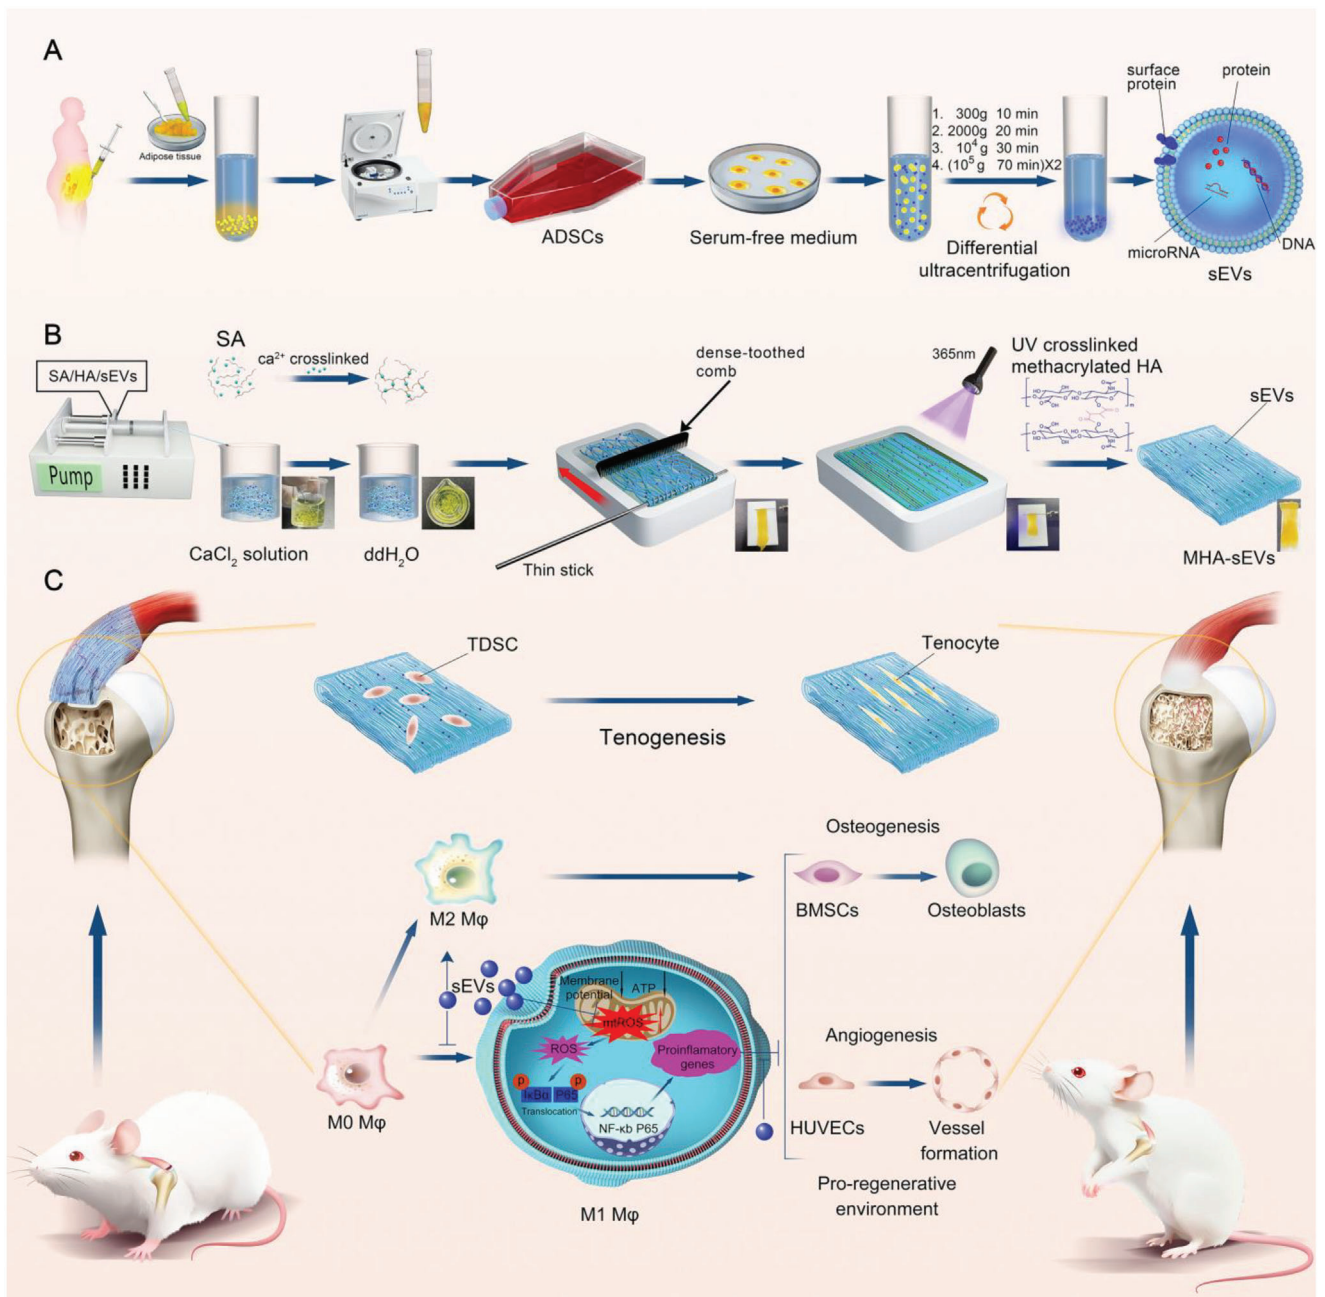 A
Adipose tissue
ADSCs
Serum-free medium
1. 300g 10 min
2. 2000g 20 min
3. 10⁴ g 30 min
4. (10⁵ g 70 min)X2
Differential
ultracentrifugation
surface
protein
protein
microRNA
DNA
sEVs
B
SA/HA/sEVs
Pump
SA
ca²⁺ crosslinked
CaCl₂ solution
ddH₂O
dense-toothed
comb
Thin stick
365nm
UV crosslinked
methacrylated HA
sEVs
MHA-sEVs
C
TDSC
Tenogenesis
Tenocyte
M2 Mφ
sEVs
M0 Mφ
Membrane
potential
ATP
mtROS
ROS
Proinflamatory
genes
p
p
IκBα
P65
Translocation
NF-κb P65
M1 Mφ
Osteogenesis
BMSCs
Osteoblasts
Angiogenesis
HUVECs
Vessel
formation
Pro-regenerative
environment